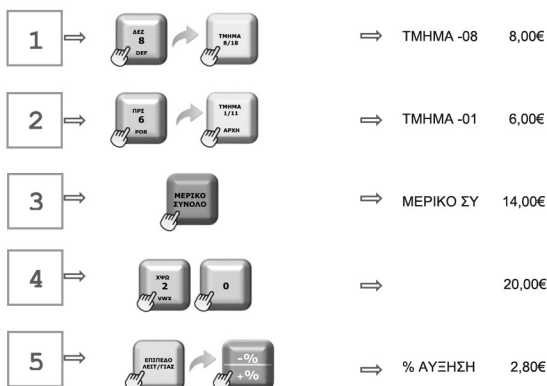 1 ΔΕΖ 8 DEF ΤΜΗΜΑ 8/18 ΤΜΗΜΑ -08 8,00€
2 ΠΡΣ 6 PQR ΤΜΗΜΑ 1/11 ΑΡΧΗ ΤΜΗΜΑ -01 6,00€
3 ΜΕΡΙΚΟ ΣΥΝΟΛΟ ΜΕΡΙΚΟ ΣΥ 14,00€
4 ΧΨΩ 2 VWX 0 20,00€
5 ΕΠΙΠΕΔΟ ΛΕΙΤ/ΓΙΑΣ -% +% % ΑΥΞΗΣΗ 2,80€